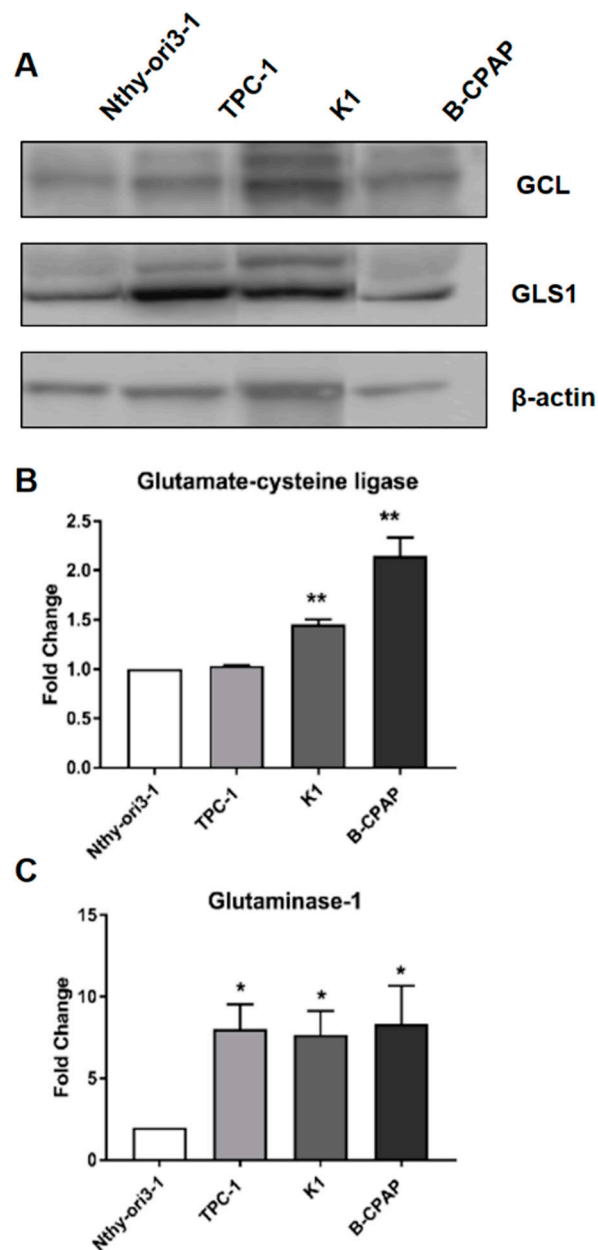 A
Nthy-ori3-1
TPC-1
K1
B-CPAP
GCL
GLS1
β-actin
B
Glutamate-cysteine ligase
Fold Change
2.5
2.0
1.5
1.0
0.5
0.0
**
**
Nthy-ori3-1
TPC-1
K1
B-CPAP
C
Glutaminase-1
Fold Change
15
10
5
0
*
*
*
Nthy-ori3-1
TPC-1
K1
B-CPAP